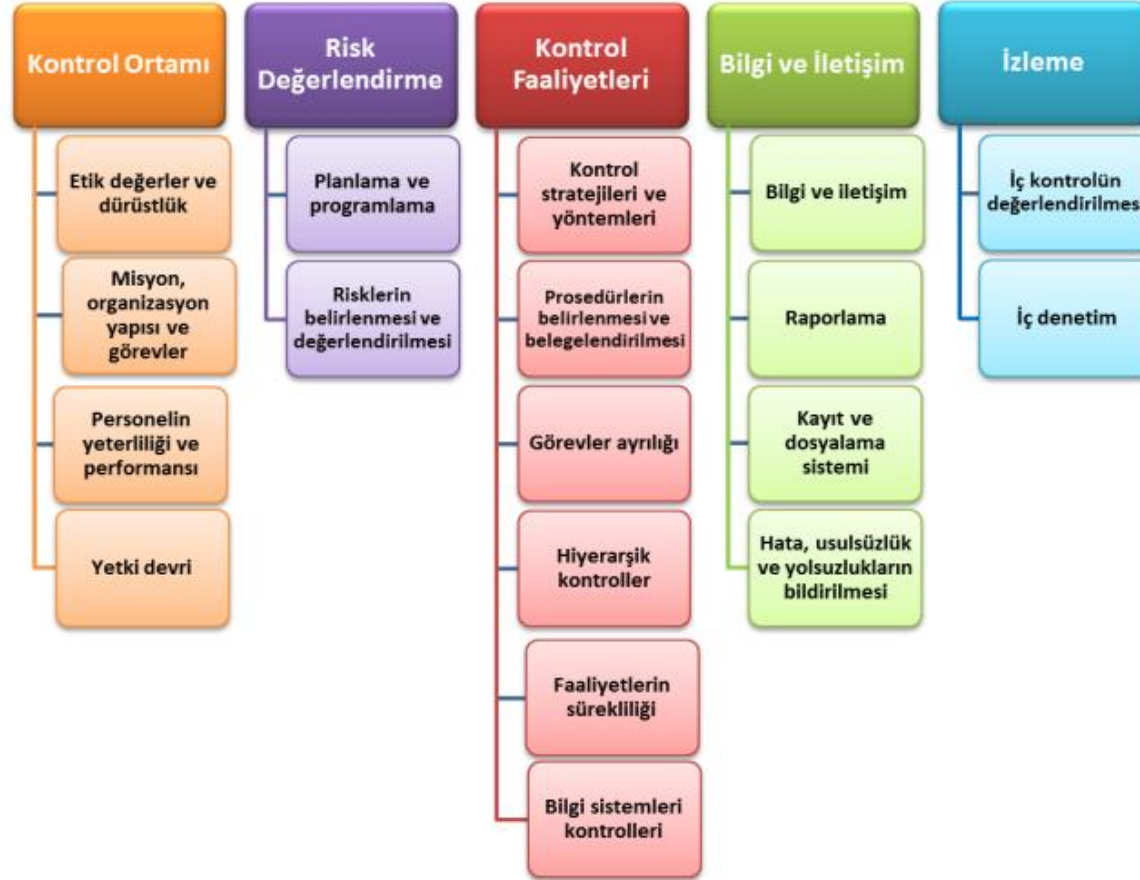 Kontrol Ortamı
Etik değerler ve
dürüstlük
Misyon,
organizasyon
yapısı ve
görevler
Personelin
yeterliliği ve
performansı
Yetki devri
Risk
Değerlendirme
Planlama ve
programlama
Risklerin
belirlenmesi ve
değerlendirilmesi
Kontrol
Faaliyetleri
Kontrol
stratejileri ve
yöntemleri
Prosedürlerin
belirlenmesi ve
belegelendirilmesi
Görevler ayrılığı
Hiyerarşik
kontroller
Faaliyetlerin
sürekliliği
Bilgi sistemleri
kontrolleri
Bilgi ve İletişim
Bilgi ve iletişim
Raporlama
Kayıt ve
dosyalama
sistemi
Hata, usulsüzlük
ve yolsuzlukların
bildirilmesi
İzleme
İç kontrolün
değerlendirilmes
İç denetim